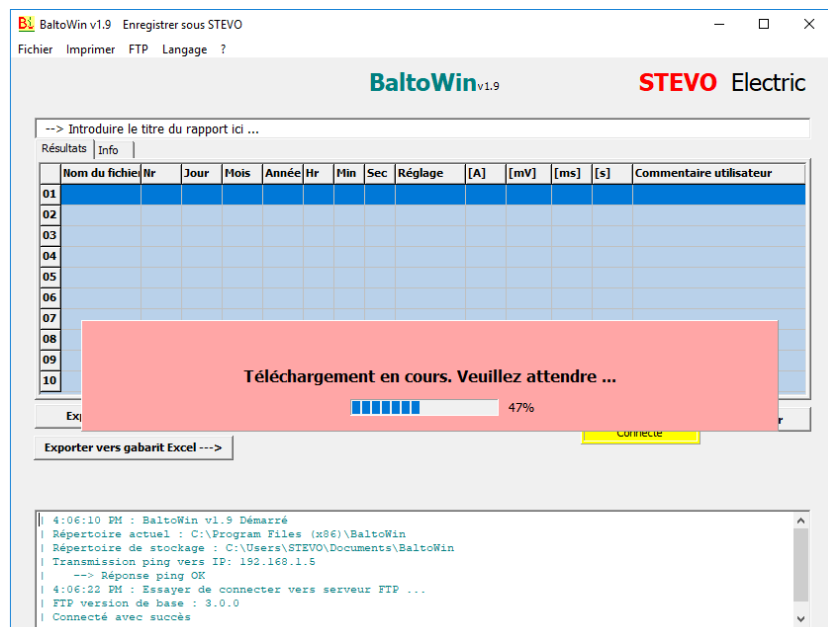 BaltoWin v1.9 Enregistrer sous STEVO
Fichier Imprimer FTP Langage ?
BaltoWin v1.9 STEVO Electric
--> Introduire le titre du rapport ici ...
Résultats Info
Nom du fichie Nr Jour Mois Année Hr Min Sec Réglage [A] [mV] [ms] [s] Commentaire utilisateur
01
02
03
04
05
06
07
08
09
10
Téléchargement en cours. Veuillez attendre ...
47%
Exp
r
Connecté
Exporter vers gabarit Excel --->
| 4:06:10 PM : BaltoWin v1.9 Démarré
| Répertoire actuel : C:\Program Files (x86)\BaltoWin
| Répertoire de stockage : C:\Users\STEVO\Documents\BaltoWin
| Transmission ping vers IP: 192.168.1.5
| --> Réponse ping OK
| 4:06:22 PM : Essayer de connecter vers serveur FTP ...
| FTP version de base : 3.0.0
| Connecté avec succès